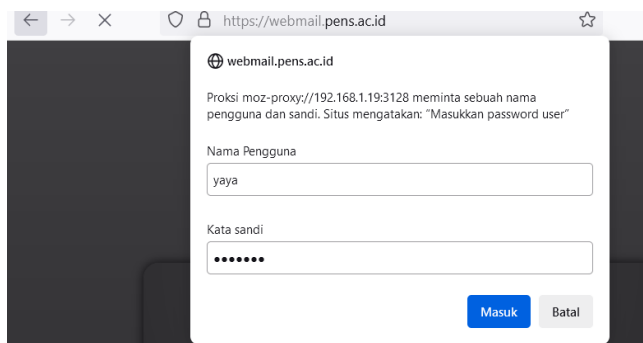 https://webmail.pens.ac.id
webmail.pens.ac.id
Proksi moz-proxy://192.168.1.19:3128 meminta sebuah nama
pengguna dan sandi. Situs mengatakan: “Masukkan password user”
Nama Pengguna
yaya
Kata sandi
●●●●●●●
Masuk Batal